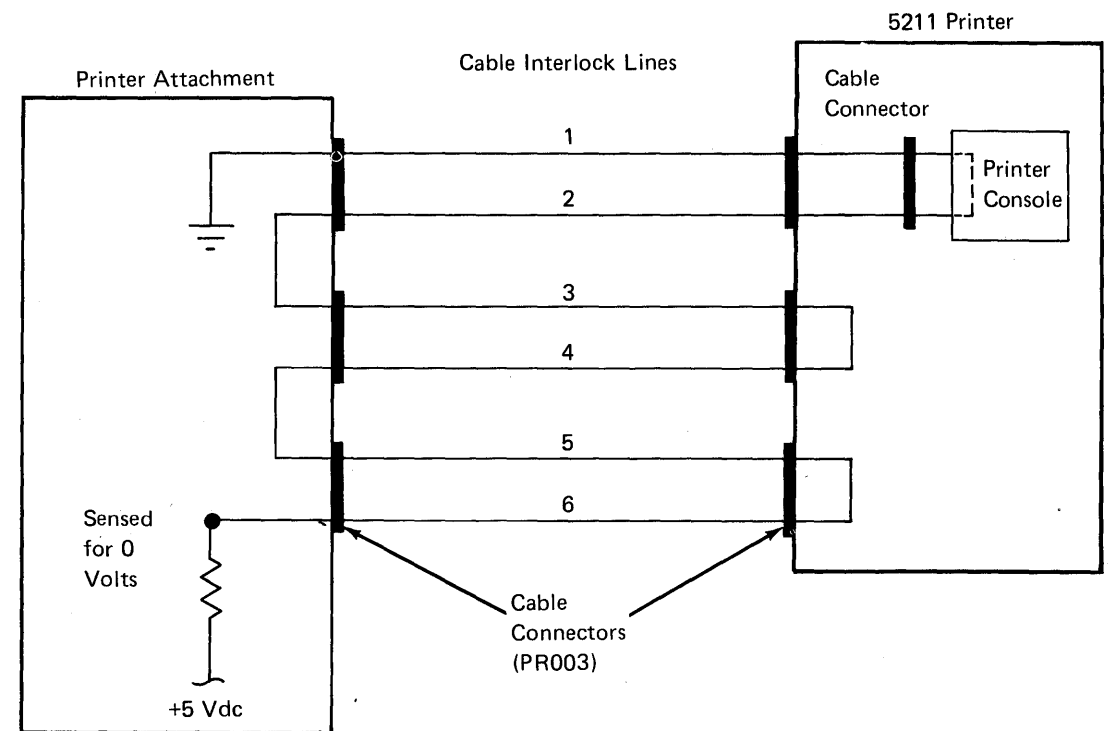 5211 Printer
Cable Interlock Lines
Printer Attachment
Cable
Connector
1
Printer
Console
2
3
4
5
6
Sensed
for 0
Volts
Cable
Connectors
(PR003)
+5 Vdc